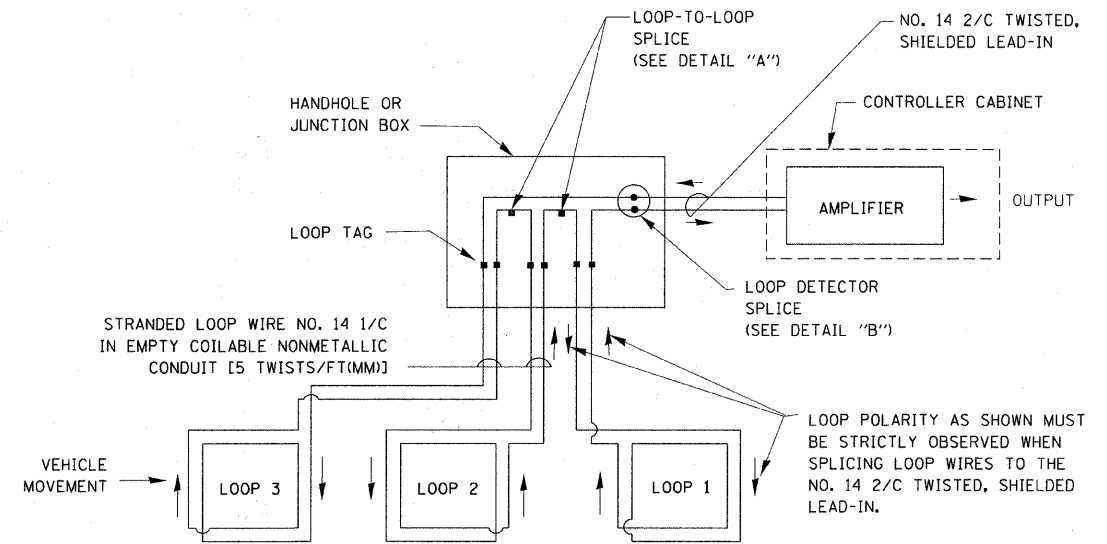 LOOP-TO-LOOP
SPLICE
(SEE DETAIL "A")
NO. 14 2/C TWISTED,
SHIELDED LEAD-IN
HANDHOLE OR
JUNCTION BOX
CONTROLLER CABINET
AMPLIFIER
OUTPUT
LOOP TAG
LOOP DETECTOR
SPLICE
(SEE DETAIL "B")
STRANDED LOOP WIRE NO. 14 1/C
IN EMPTY COILABLE NONMETALLIC
CONDUIT [5 TWISTS/FT(MM)]
LOOP POLARITY AS SHOWN MUST
BE STRICTLY OBSERVED WHEN
SPLICING LOOP WIRES TO THE
NO. 14 2/C TWISTED, SHIELDED
LEAD-IN.
VEHICLE
MOVEMENT
LOOP 3
LOOP 2
LOOP 1